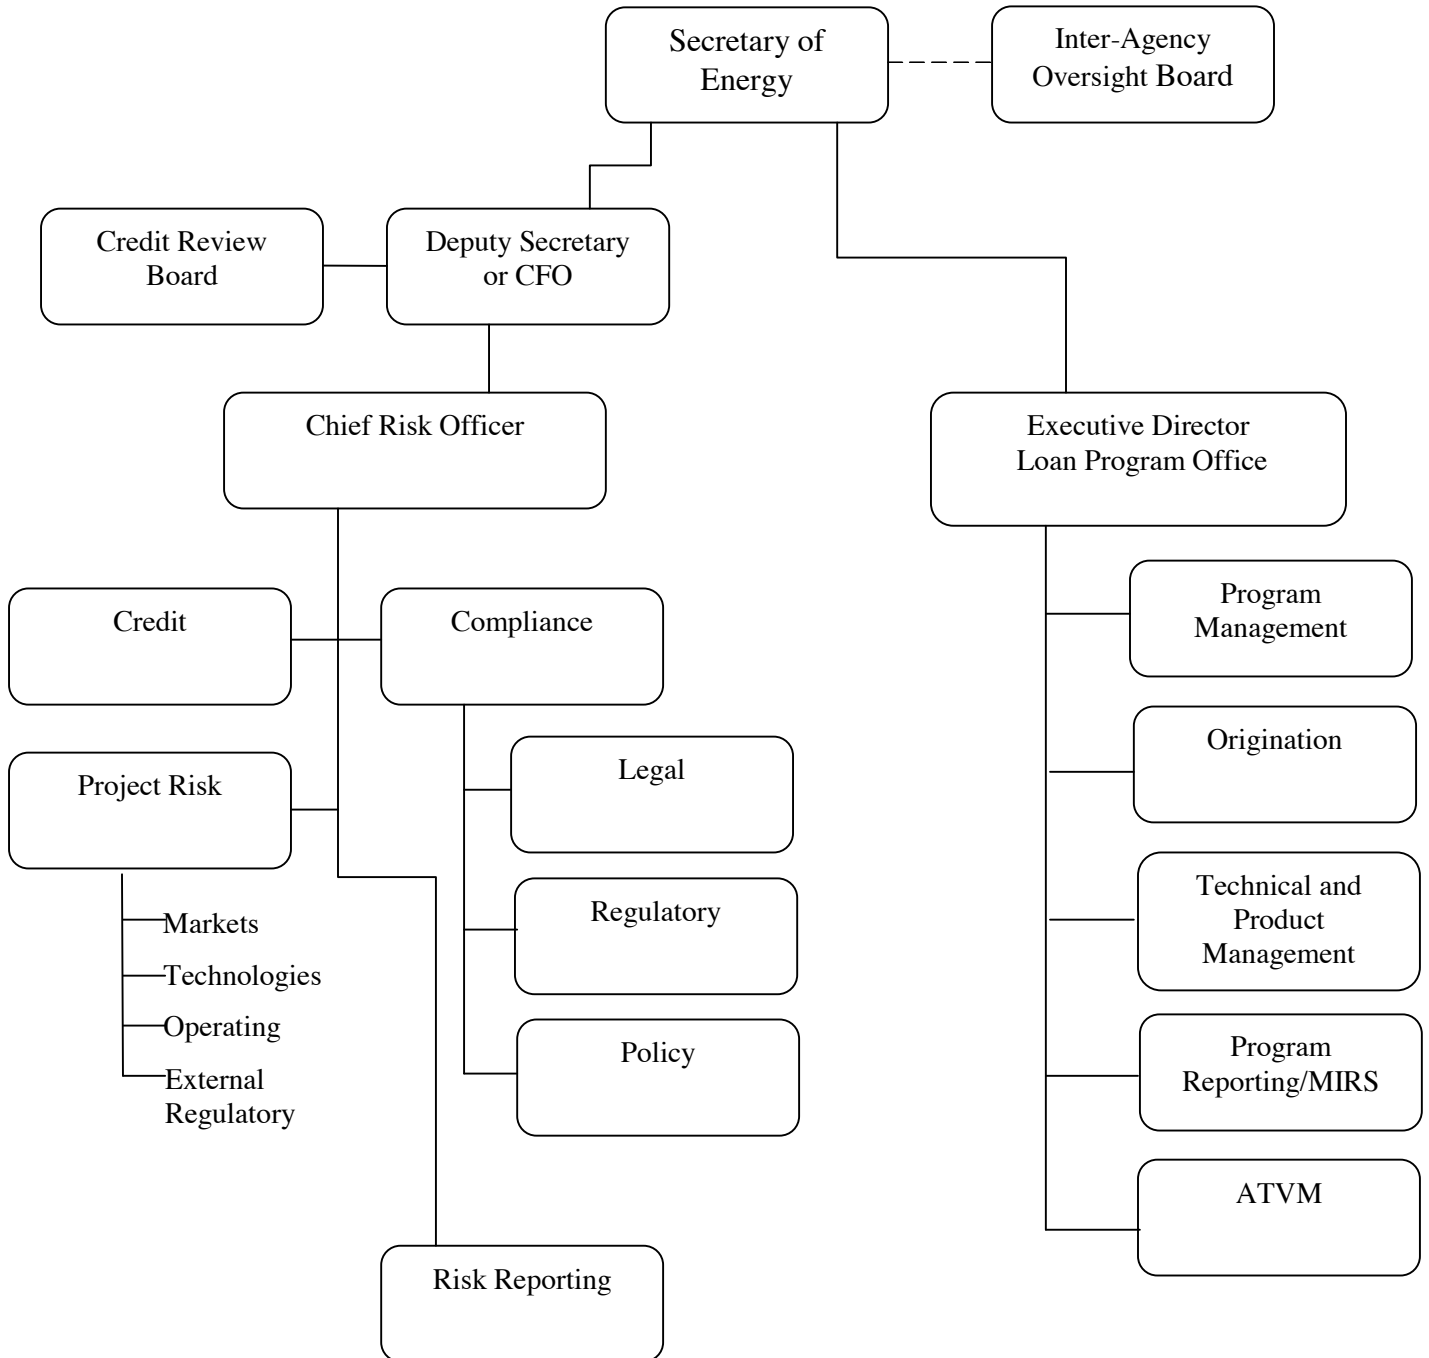 Secretary of
Energy
Inter-Agency
Oversight Board
Credit Review
Board
Deputy Secretary
or CFO
Chief Risk Officer
Executive Director
Loan Program Office
Credit
Compliance
Program
Management
Project Risk
Legal
Origination
Markets
Technologies
Operating
External
Regulatory
Regulatory
Technical and
Product
Management
Policy
Program
Reporting/MIRS
ATVM
Risk Reporting